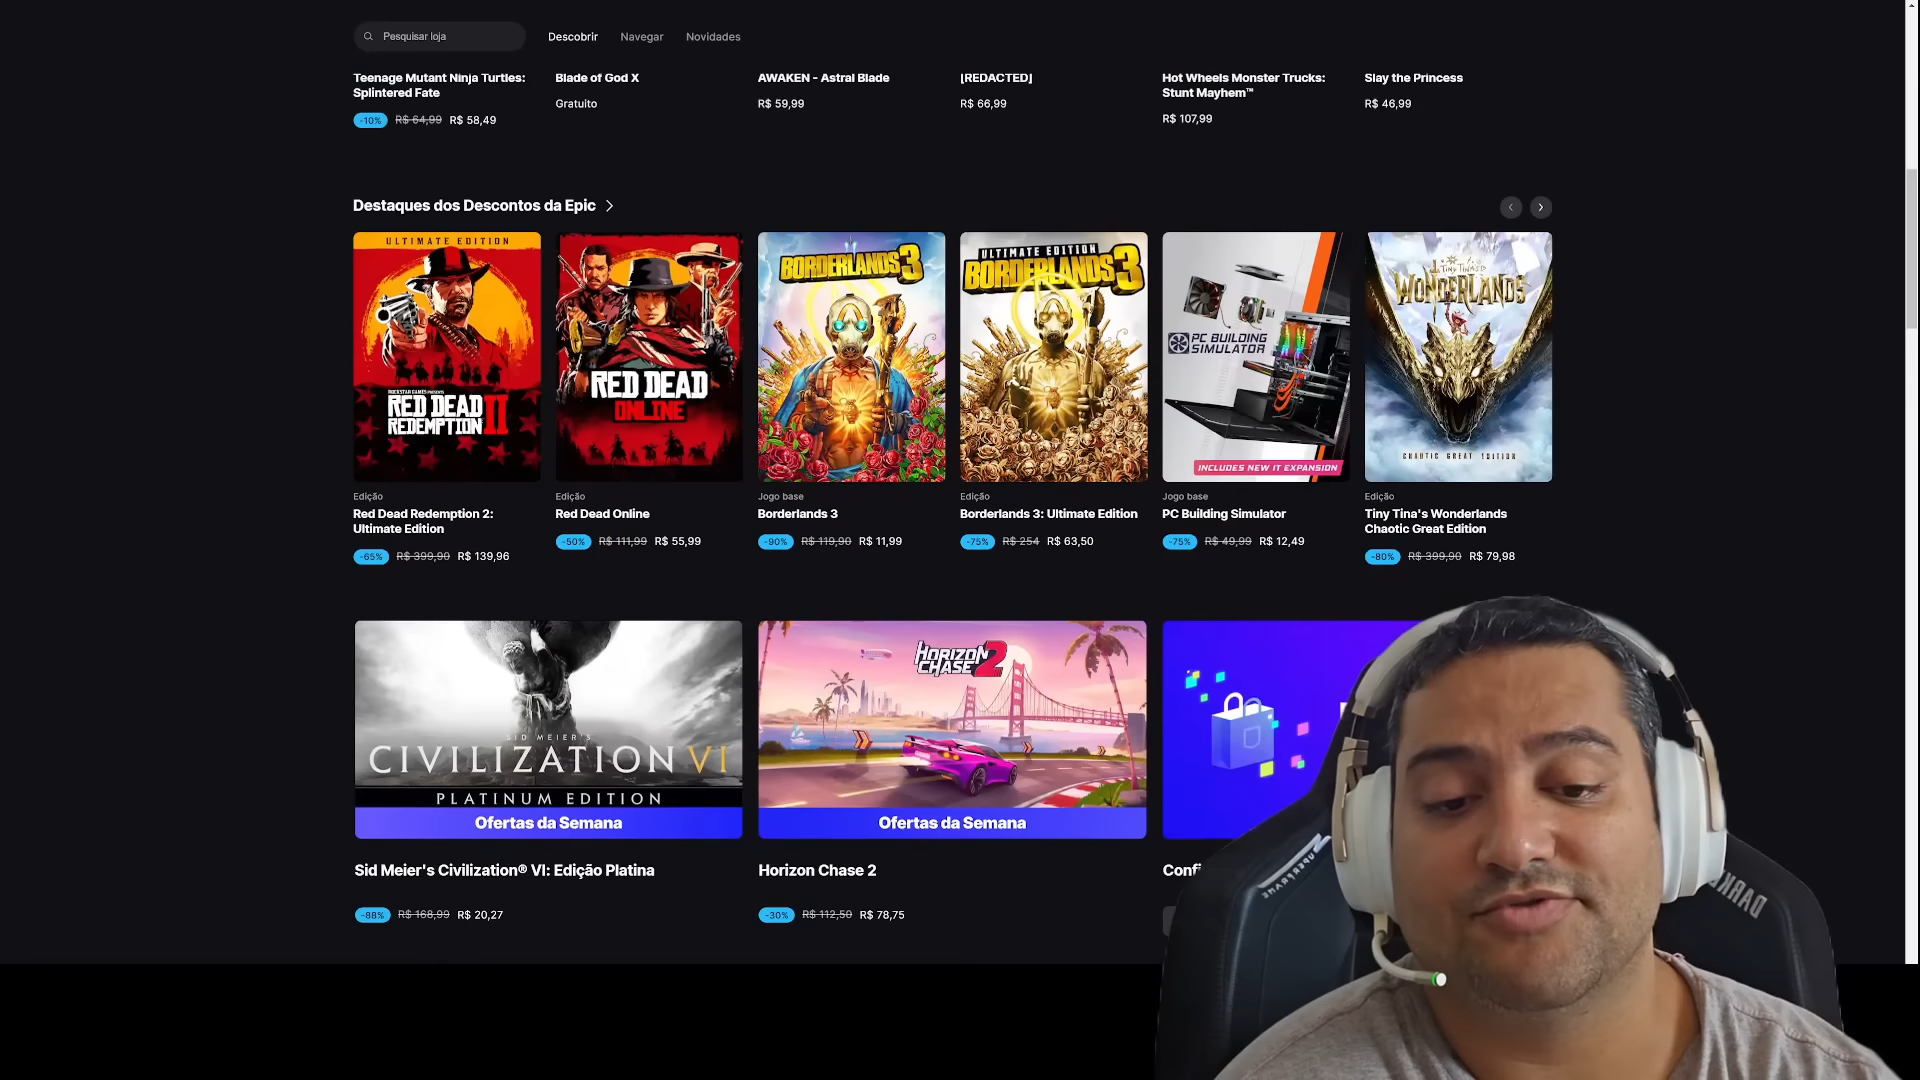 Pesquisar loja
Descobrir
Navegar
Novidades
Teenage Mutant Ninja Turtles:
Splintered Fate
-10% R$ 64,99 R$ 58,49
Blade of God X
Gratuito
AWAKEN - Astral Blade
R$ 59,99
[REDACTED]
R$ 66,99
Hot Wheels Monster Trucks:
Stunt Mayhem™
R$ 107,99
Slay the Princess
R$ 46,99
Destaques dos Descontos da Epic
ULTIMATE EDITION
ROCKSTAR GAMES PRESENTS
RED DEAD
REDEMPTION II
Edição
Red Dead Redemption 2:
Ultimate Edition
-65% R$ 399,90 R$ 139,96
RED DEAD
ONLINE
Edição
Red Dead Online
-50% R$ 111,99 R$ 55,99
BORDERLANDS 3
Jogo base
Borderlands 3
-90% R$ 119,90 R$ 11,99
ULTIMATE EDITION
BORDERLANDS 3
Edição
Borderlands 3: Ultimate Edition
-75% R$ 254 R$ 63,50
PC BUILDING
SIMULATOR
INCLUDES NEW IT EXPANSION
Jogo base
PC Building Simulator
-75% R$ 49,99 R$ 12,49
TINY TINA'S
WONDERLANDS
CHAOTIC GREAT EDITION
Edição
Tiny Tina's Wonderlands
Chaotic Great Edition
-80% R$ 399,90 R$ 79,98
SID MEIER'S
CIVILIZATION VI
PLATINUM EDITION
Ofertas da Semana
Sid Meier's Civilization® VI: Edição Platina
-88% R$ 168,99 R$ 20,27
HORIZON
CHASE 2
Ofertas da Semana
Horizon Chase 2
-30% R$ 112,50 R$ 78,75
Confi
SUPERFRAME
DARK